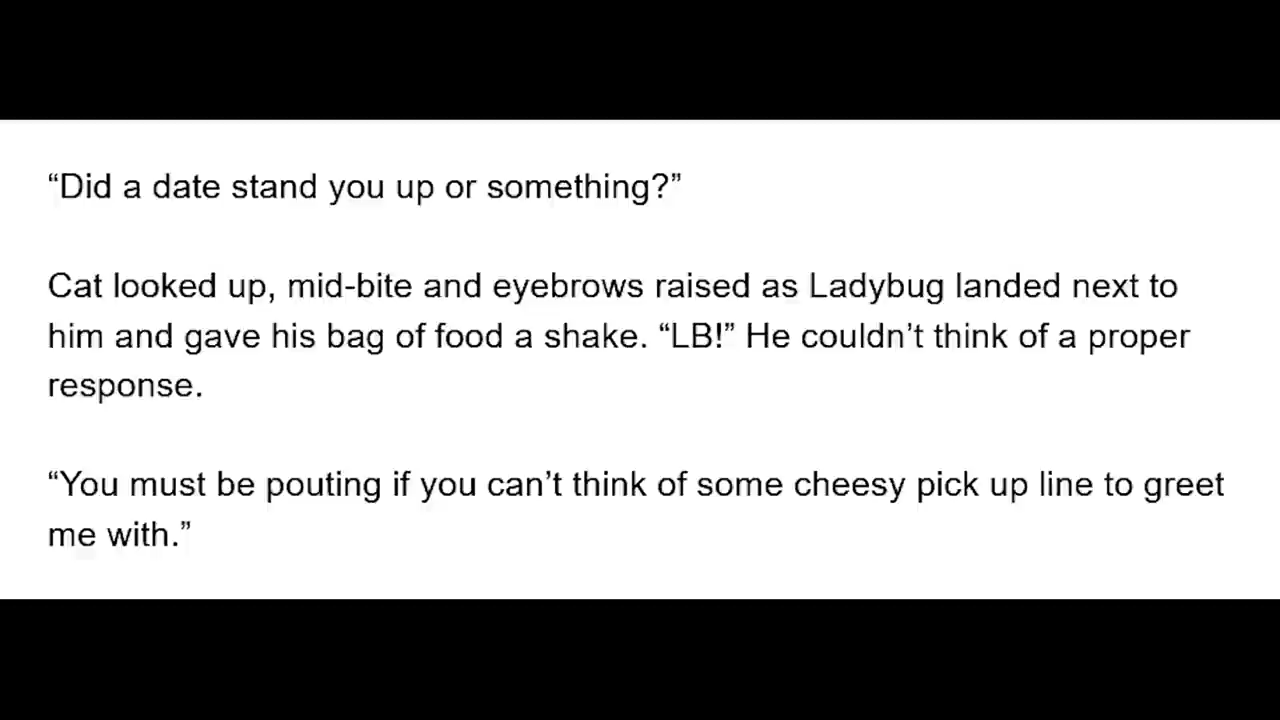 “Did a date stand you up or something?”
Cat looked up, mid-bite and eyebrows raised as Ladybug landed next to
him and gave his bag of food a shake. “LB!” He couldn’t think of a proper
response.
“You must be pouting if you can’t think of some cheesy pick up line to greet
me with.”